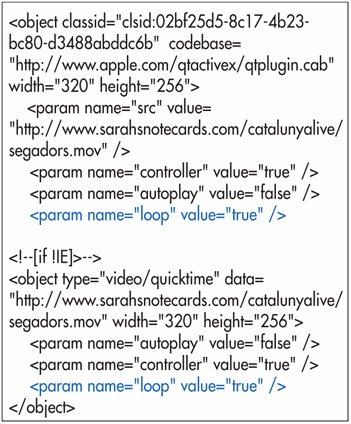 <object classid="clsid:02bf25d5-8c17-4b23-
bc80-d3488abddc6b" codebase=
"http://www.apple.com/qtactivex/qtplugin.cab"
width="320" height="256">
<param name="src" value=
"http://www.sarahsnotecards.com/catalunyalive/
segadors.mov" />
<param name="controller" value="true" />
<param name="autoplay" value="false" />
<param name="loop" value="true" />
<!--[if !IE]>-->
<object type="video/quicktime" data=
"http://www.sarahsnotecards.com/catalunyalive/
segadors.mov" width="320" height="256">
<param name="autoplay" value="false" />
<param name="controller" value="true" />
<param name="loop" value="true" />
</object>